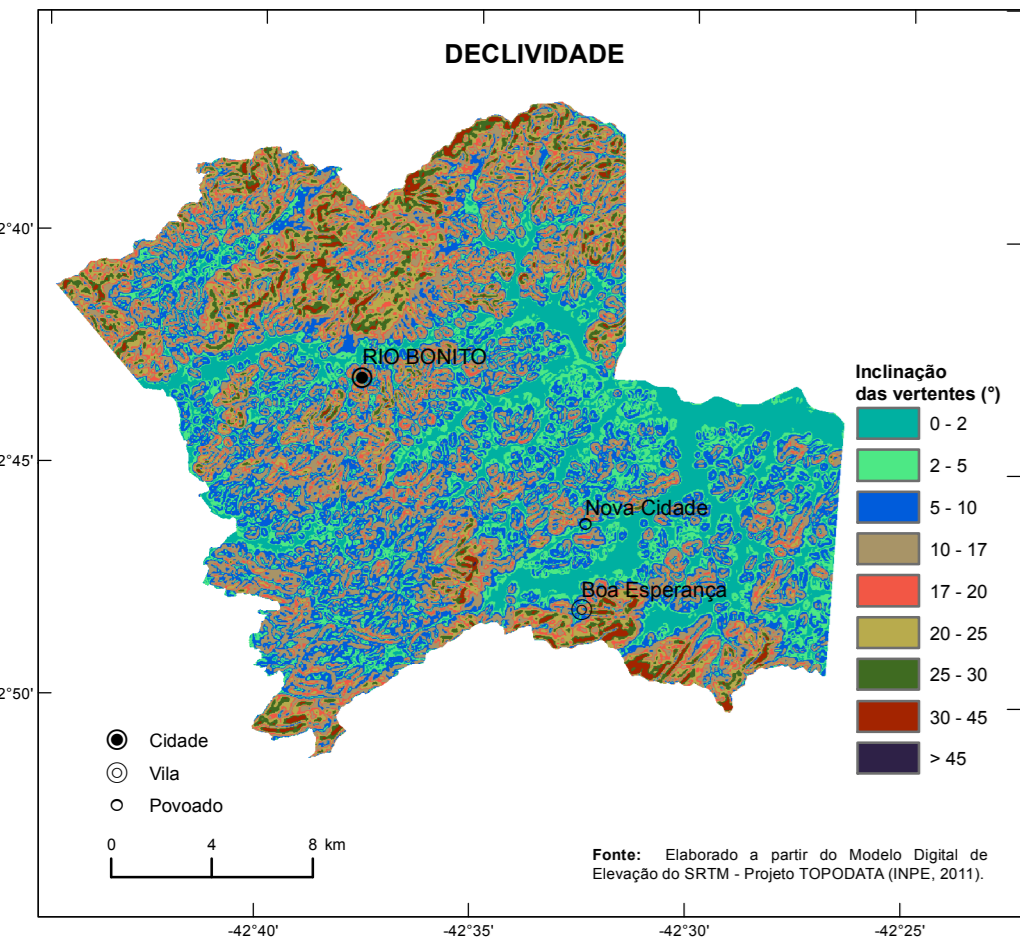 DECLIVIDADE
2°40'
RIO BONITO
Inclinação
das vertentes (°)
0 - 2
2 - 5
2°45'
5 - 10
Nova Cidade
10 - 17
17 - 20
Boa Esperança
20 - 25
25 - 30
2°50'
30 - 45
> 45
Cidade
Vila
Povoado
0 4 8 km
Fonte: Elaborado a partir do Modelo Digital de
Elevação do SRTM - Projeto TOPODATA (INPE, 2011).
-42°40' -42°35' -42°30' -42°25'